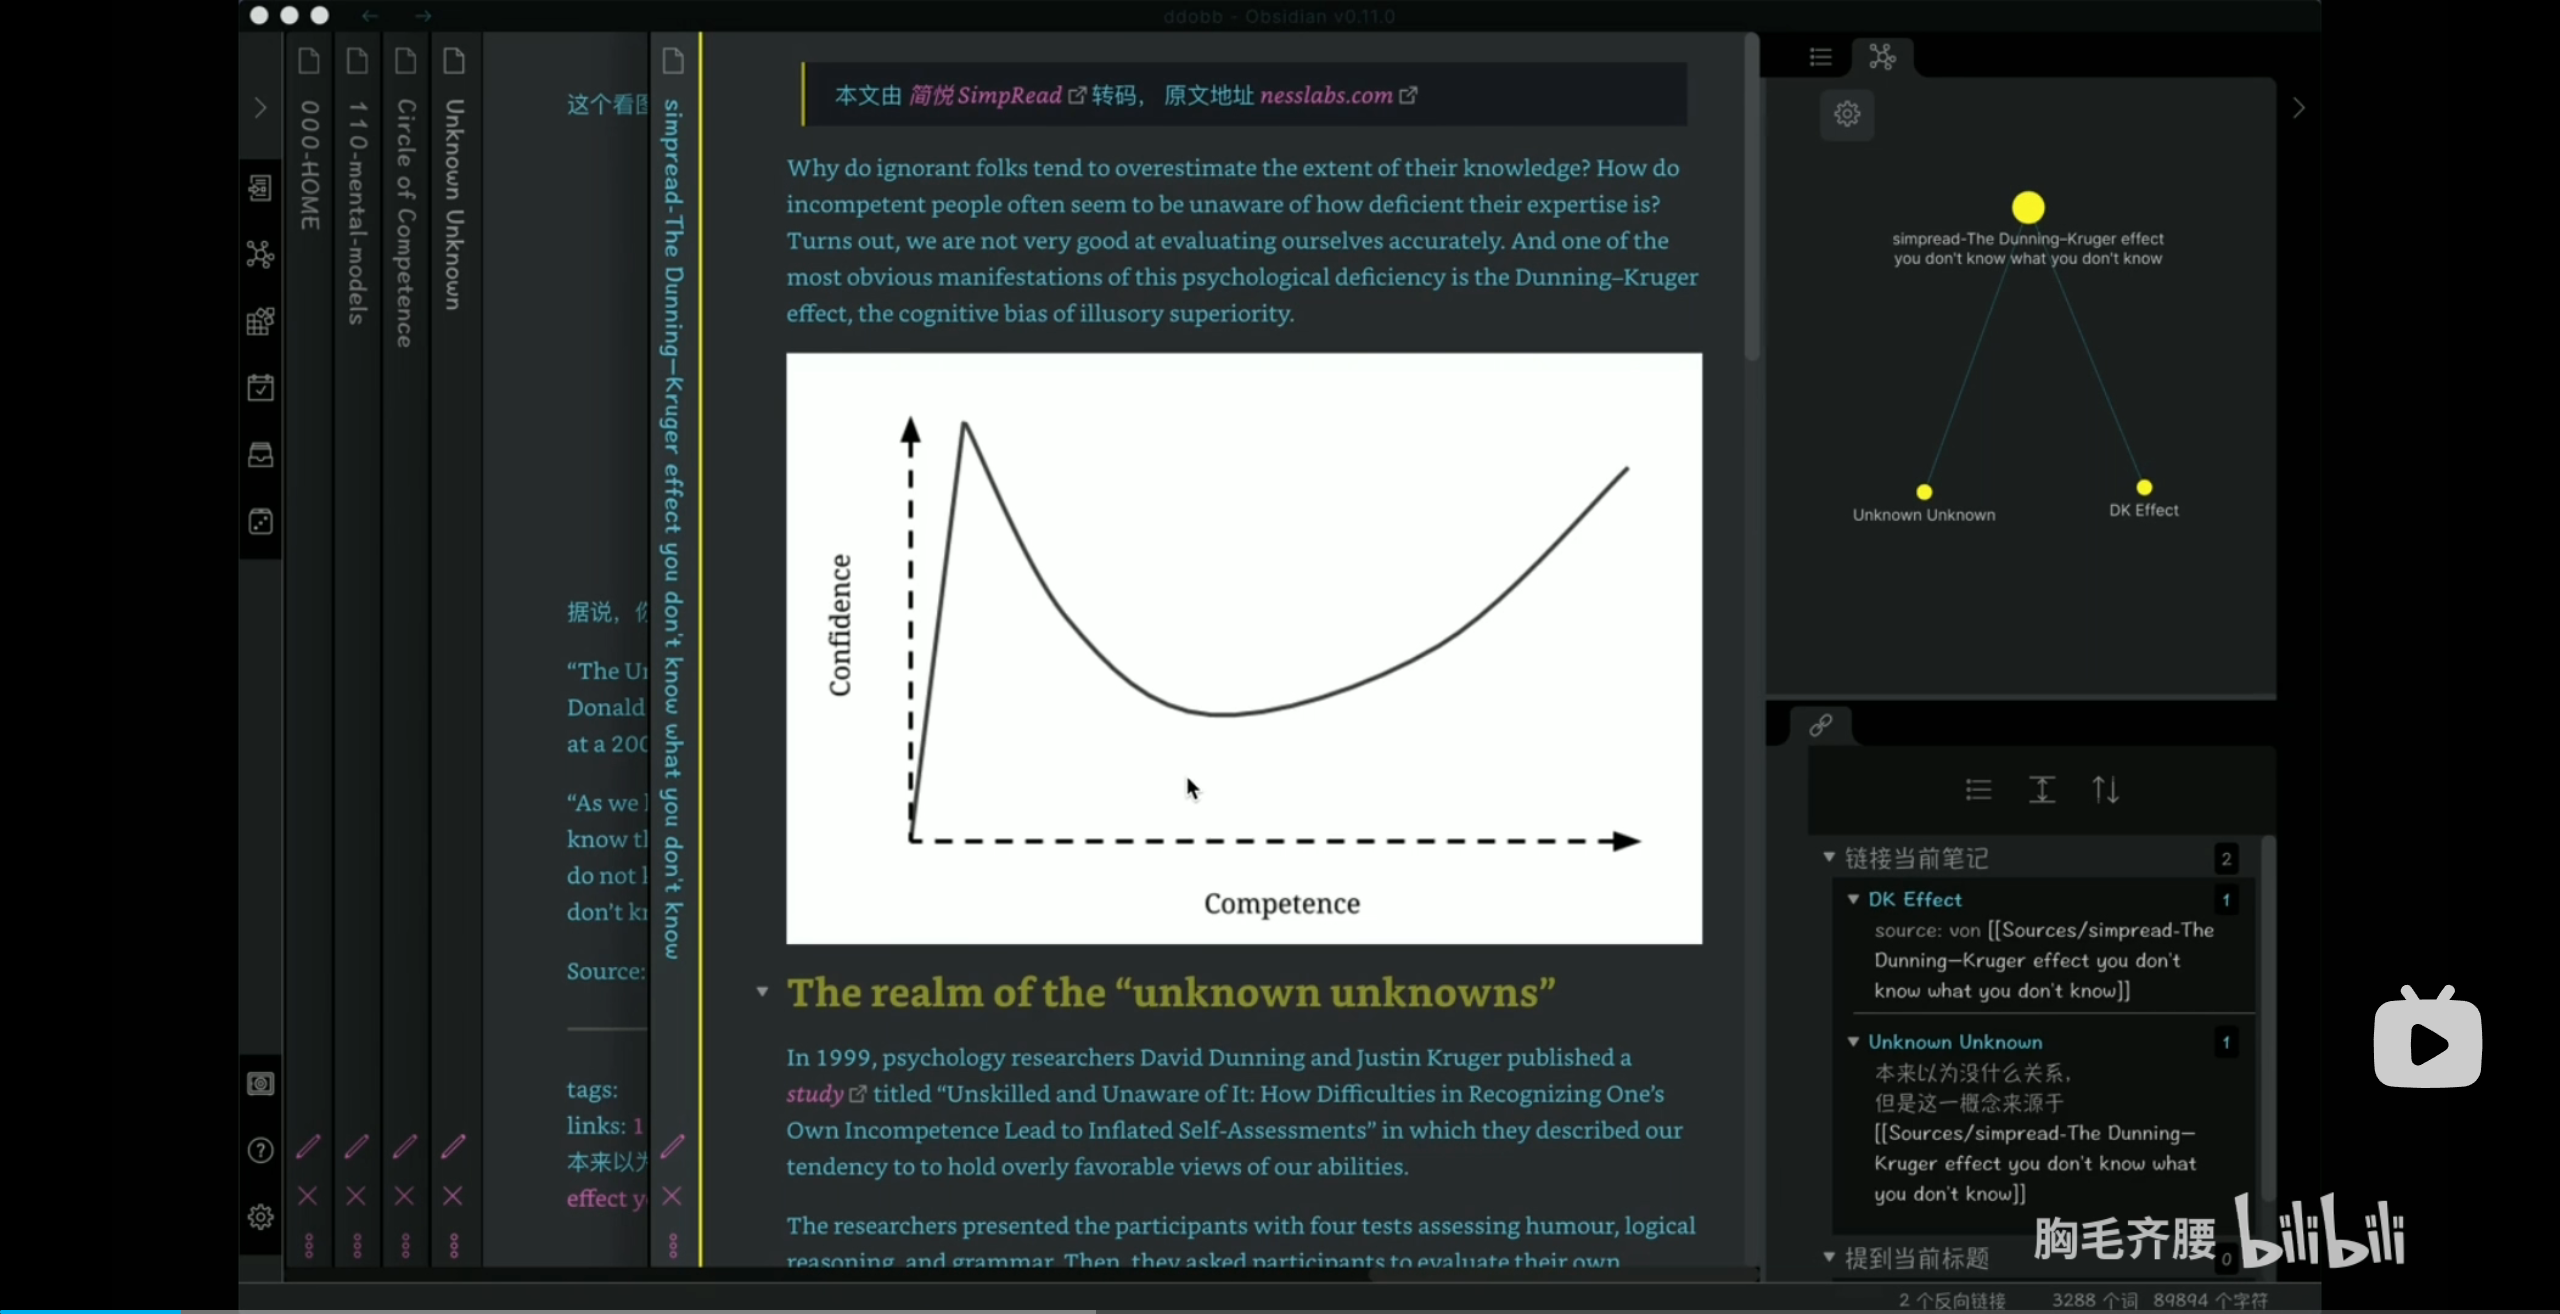 ddobb - Obsidian v0.11.0
000-HOME
110-mental-models
Circle of Competence
Unknown Unknown
这个看
据说，
“The
Donald
at a
“As we
know
do not
don’t
Source:
tags:
links: 1
本来以
effect
simpread-The Dunning–Kruger effect you don't know what you don't know
本文由 简悦 SimpRead 转码， 原文地址 nesslabs.com
Why do ignorant folks tend to overestimate the extent of their knowledge? How do
incompetent people often seem to be unaware of how deficient their expertise is?
Turns out, we are not very good at evaluating ourselves accurately. And one of the
most obvious manifestations of this psychological deficiency is the Dunning–Kruger
effect, the cognitive bias of illusory superiority.
Confidence
Competence
The realm of the “unknown unknowns”
In 1999, psychology researchers David Dunning and Justin Kruger published a
study titled “Unskilled and Unaware of It: How Difficulties in Recognizing One’s
Own Incompetence Lead to Inflated Self-Assessments” in which they described our
tendency to to hold overly favorable views of our abilities.
The researchers presented the participants with four tests assessing humour, logical
reasoning, and grammar. Then, they asked participants to evaluate their own
simpread-The Dunning–Kruger effect
you don't know what you don't know
Unknown Unknown
DK Effect
链接当前笔记 2
DK Effect 1
source: von [[Sources/simpread-The
Dunning–Kruger effect you don't
know what you don't know]]
Unknown Unknown 1
本来以为没什么关系，
但是这一概念来源于
[[Sources/simpread-The Dunning–
Kruger effect you don't know what
you don't know]]
提到当前标题 0
胸毛齐腰 bilibili
2 个反向链接 3288 个词 89894 个字符